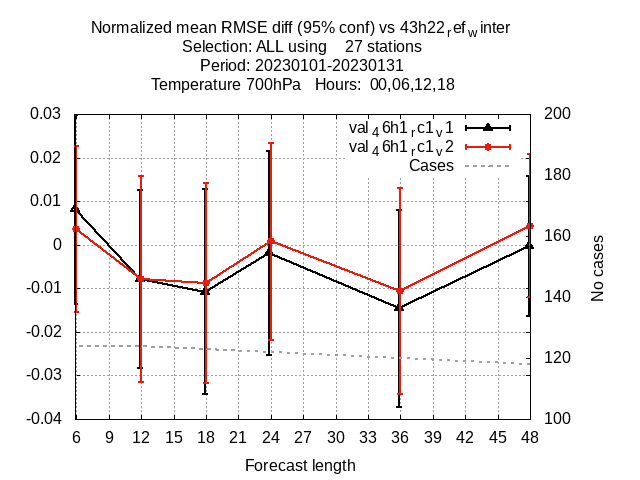 Normalized mean RMSE diff (95% conf) vs 43h22refwinter
Selection: ALL using 27 stations
Period: 20230101-20230131
Temperature 700hPa Hours: 00,06,12,18
val46h1rc1v1
val46h1rc1v2
Cases
0.03
0.02
0.01
0
-0.01
-0.02
-0.03
-0.04
200
180
160
140
120
100
No cases
6 9 12 15 18 21 24 27 30 33 36 39 42 45 48
Forecast length